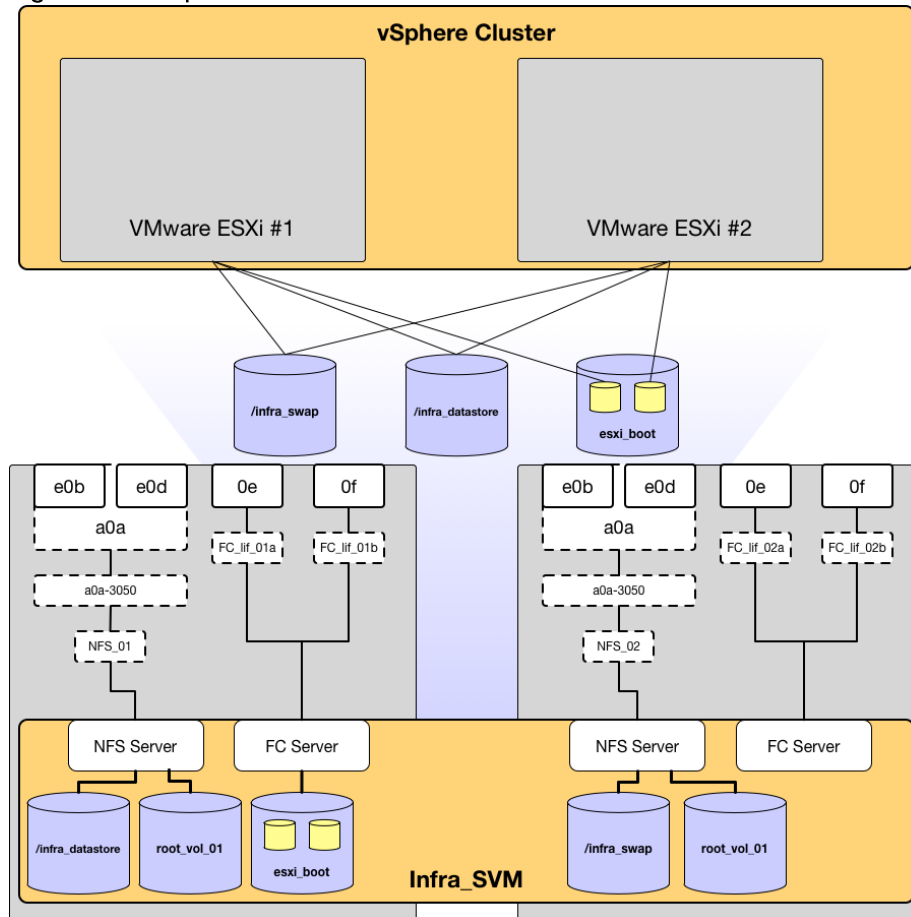 vSphere Cluster
VMware ESXi #1
VMware ESXi #2
/infra_swap
/infra_datastore
esxi_boot
e0b
e0d
0e
0f
a0a
FC_lif_01a
FC_lif_01b
a0a-3050
NFS_01
e0b
e0d
0e
0f
a0a
FC_lif_02a
FC_lif_02b
a0a-3050
NFS_02
NFS Server
FC Server
NFS Server
FC Server
/infra_datastore
root_vol_01
esxi_boot
/infra_swap
root_vol_01
Infra_SVM